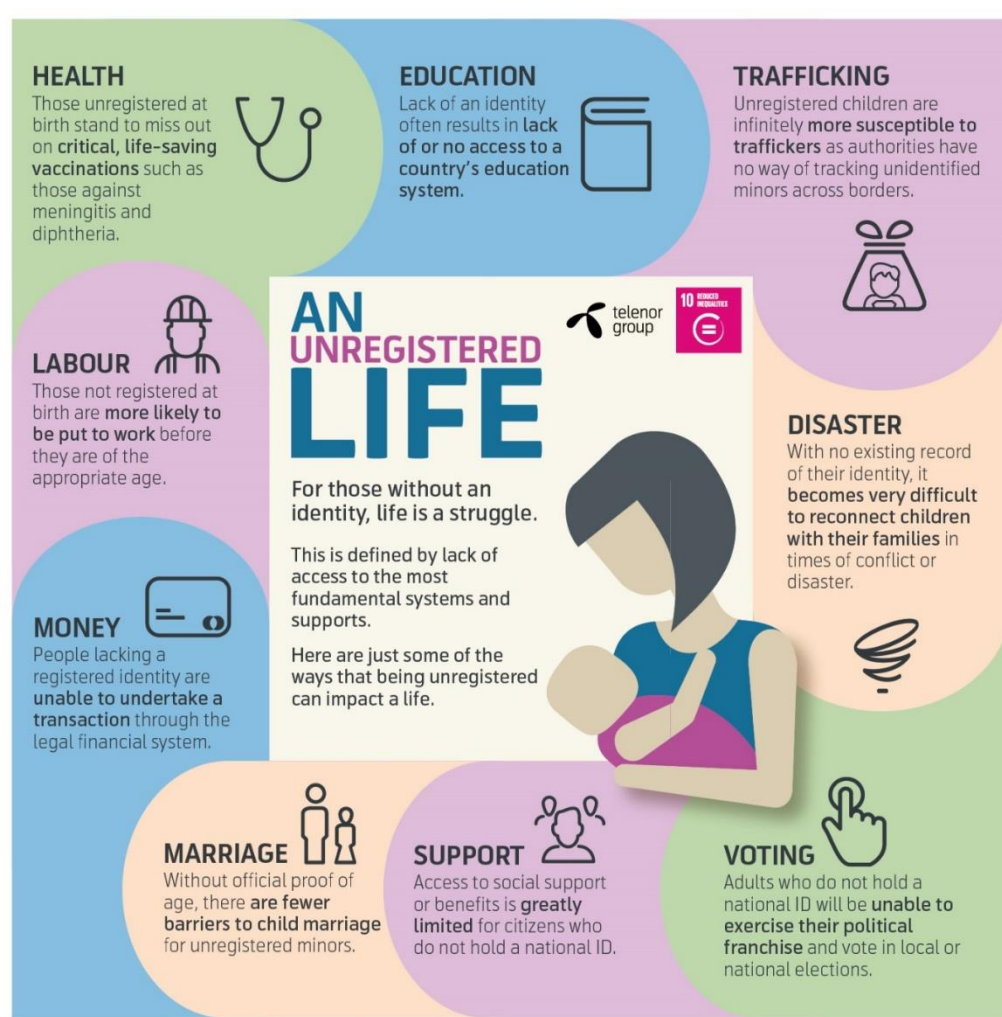 HEALTH
Those unregistered at
birth stand to miss out
on critical, life-saving
vaccinations such as
those against
meningitis and
diphtheria.
EDUCATION
Lack of an identity
often results in lack
of or no access to a
country's education
system.
TRAFFICKING
Unregistered children are
infinitely more susceptible to
traffickers as authorities have
no way of tracking unidentified
minors across borders.
LABOUR
Those not registered at
birth are more likely to
be put to work before
they are of the
appropriate age.
AN
UNREGISTERED
LIFE
telenor
group
10 REDUCED
INEQUALITIES
For those without an
identity, life is a struggle.
This is defined by lack of
access to the most
fundamental systems and
supports.
Here are just some of the
ways that being unregistered
can impact a life.
DISASTER
With no existing record
of their identity, it
becomes very difficult
to reconnect children
with their families in
times of conflict or
disaster.
MONEY
People lacking a
registered identity are
unable to undertake a
transaction through the
legal financial system.
MARRIAGE
Without official proof of
age, there are fewer
barriers to child marriage
for unregistered minors.
SUPPORT
Access to social support
or benefits is greatly
limited for citizens who
do not hold a national ID.
VOTING
Adults who do not hold a
national ID will be unable to
exercise their political
franchise and vote in local or
national elections.